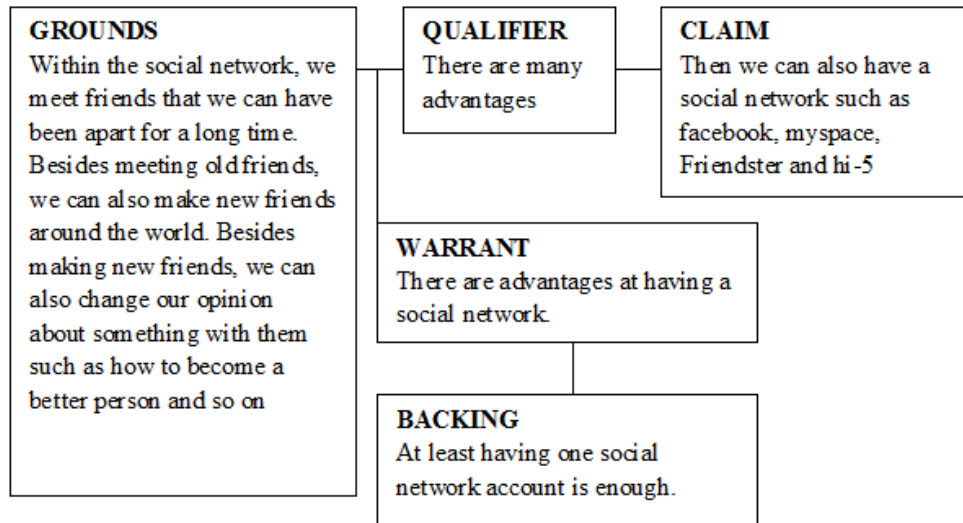 GROUNDS
Within the social network, we
meet friends that we can have
been apart for a long time.
Besides meeting old friends,
we can also make new friends
around the world. Besides
making new friends, we can
also change our opinion
about something with them
such as how to become a
better person and so on
QUALIFIER
There are many
advantages
CLAIM
Then we can also have a
social network such as
facebook, myspace,
Friendster and hi-5
WARRANT
There are advantages at having a
social network.
BACKING
At least having one social
network account is enough.